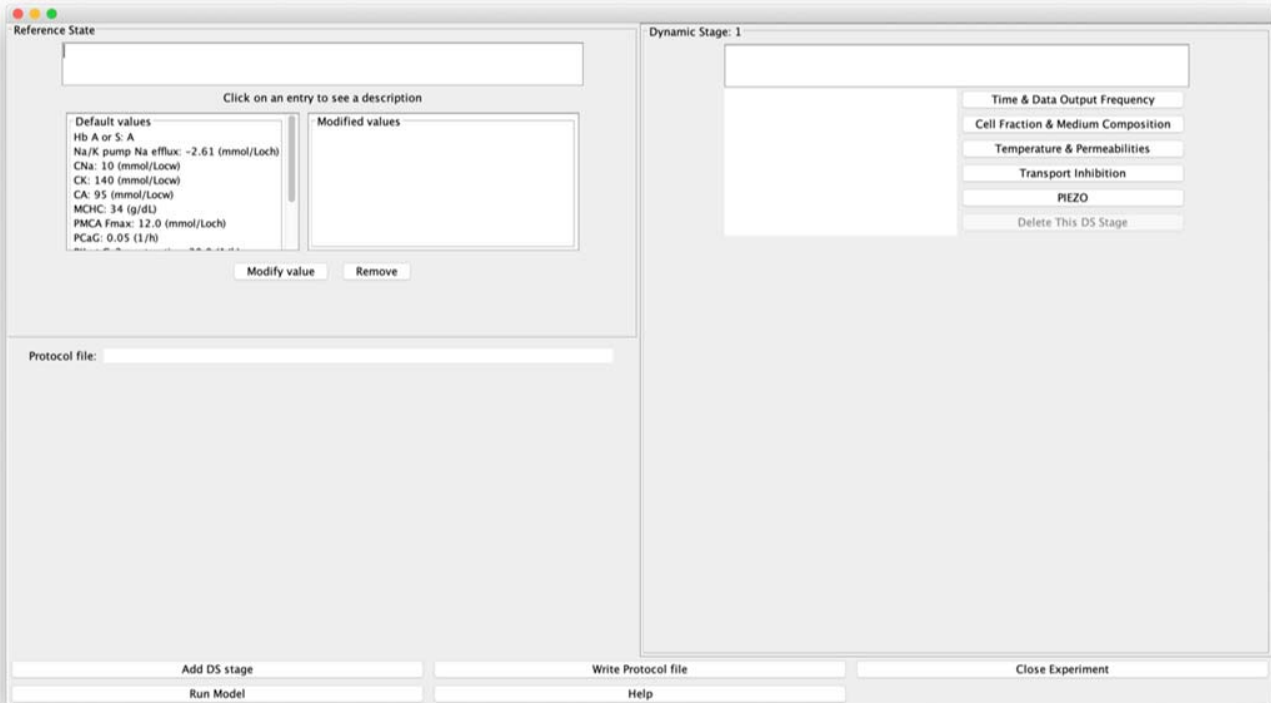 Reference State
Click on an entry to see a description
Default values
Hb A or S: A
Na/K pump Na efflux: -2.61 (mmol/Loch)
CNa: 10 (mmol/Locw)
CK: 140 (mmol/Locw)
CA: 95 (mmol/Locw)
MCHC: 34 (g/dL)
PMCA Fmax: 12.0 (mmol/Loch)
PCaG: 0.05 (1/h)
Modified values
Modify value
Remove
Protocol file:
Dynamic Stage: 1
Time & Data Output Frequency
Cell Fraction & Medium Composition
Temperature & Permeabilities
Transport Inhibition
PIEZO
Delete This DS Stage
Add DS stage
Write Protocol file
Close Experiment
Run Model
Help